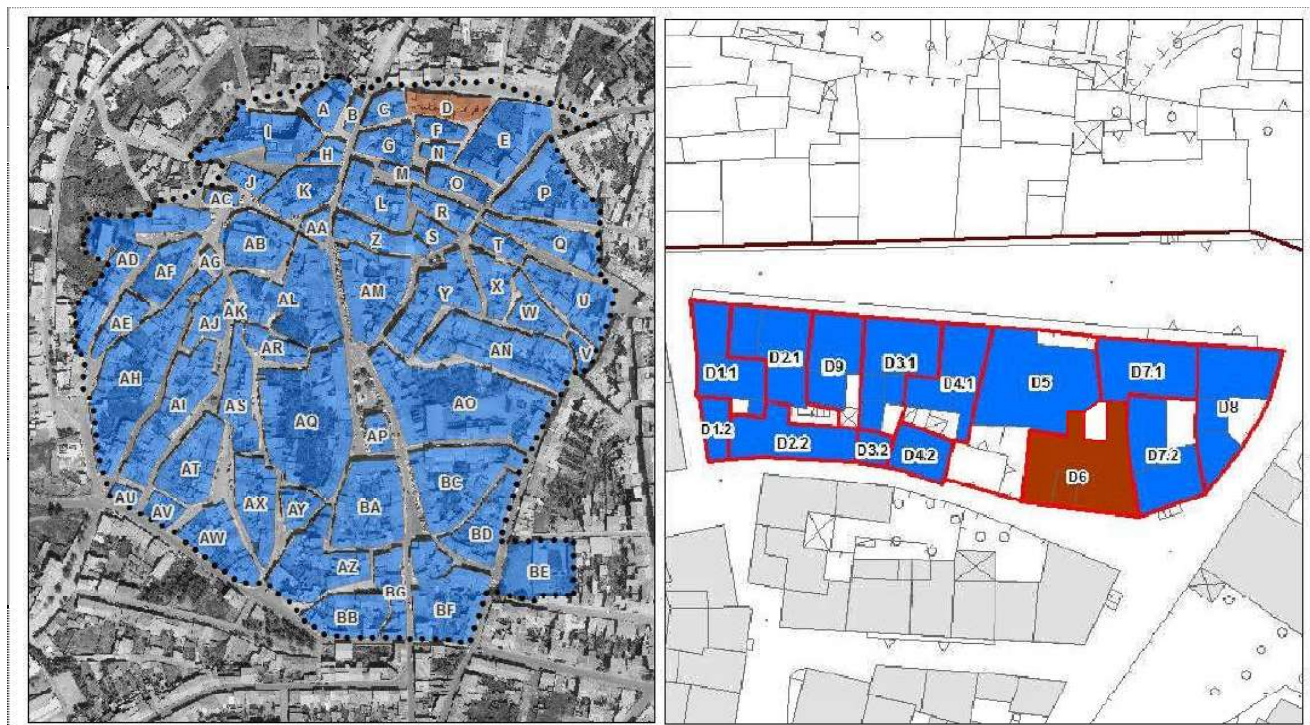 A B C D
I F E
G N
H M
J K O P
L
AC R
AA
AB Z S T Q
AD AF AG
AM Y X U
AE AK AL W
AJ
AR AN V
AH
AI AS AO
AQ
AP
AT BC
AX BA
AU AV AY
AW BD
AZ BE
BG BF
BB
D2.1 D9 D3.1 D4.1 D5 D7.1
D1.1 D8
D1.2 D2.2 D3.2 D4.2 D7.2
D6